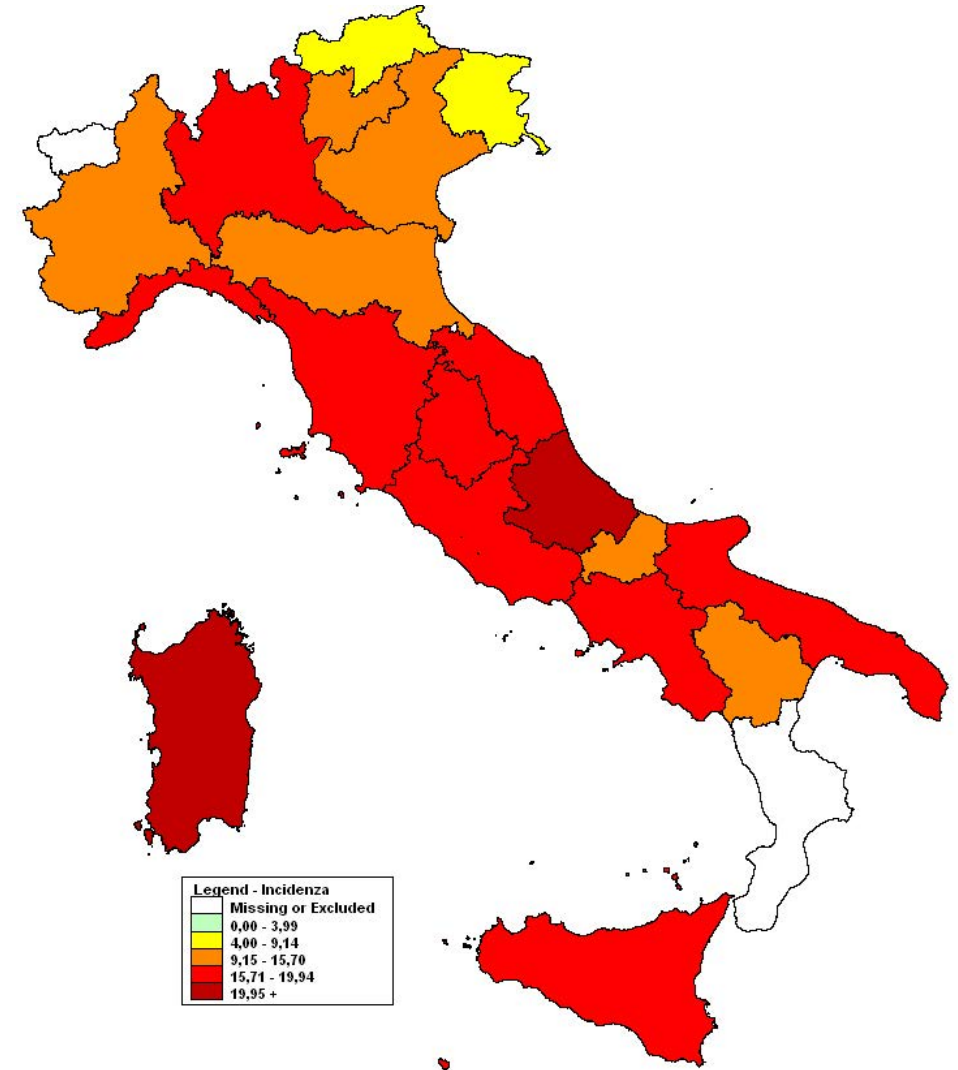 Legend - Incidenza
Missing or Excluded
0,00 - 3,99
4,00 - 9,14
9,15 - 15,70
15,71 - 19,94
19,95 +